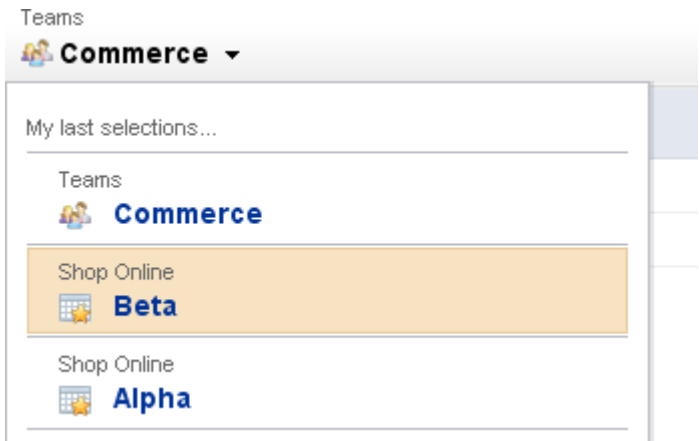 Teams
Commerce
My last selections...
Teams
Commerce
Shop Online
Beta
Shop Online
Alpha